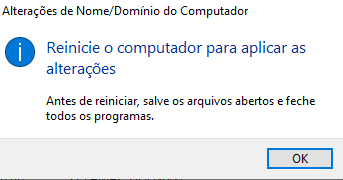 Alterações de Nome/Domínio do Computador
Reinicie o computador para aplicar as
alterações
Antes de reiniciar, salve os arquivos abertos e feche
todos os programas.
OK